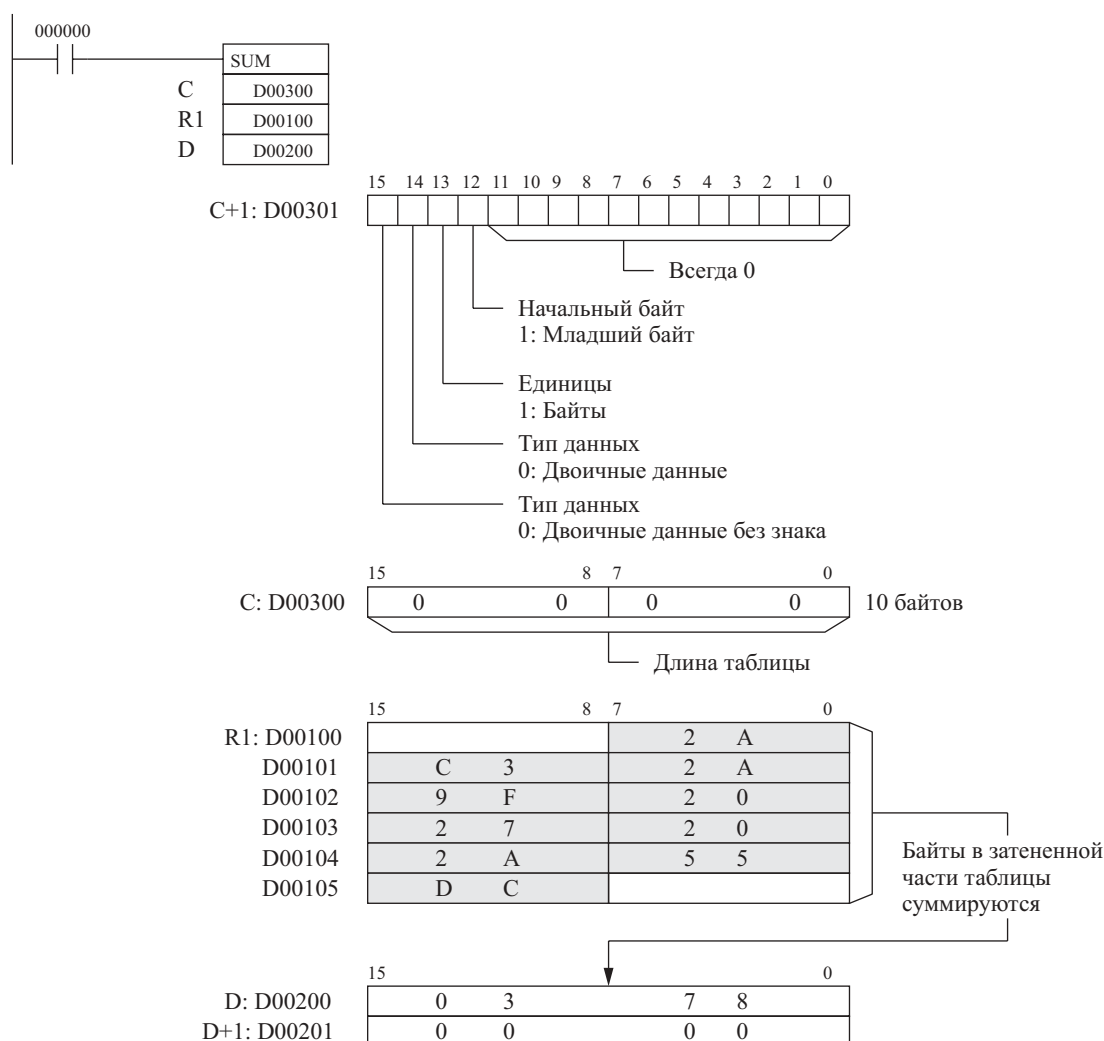 000000
SUM
C D00300
R1 D00100
D D00200
15 14 13 12 11 10 9 8 7 6 5 4 3 2 1 0
C+1: D00301
Всегда 0
Начальный байт
1: Младший байт
Единицы
1: Байты
Тип данных
0: Двоичные данные
Тип данных
0: Двоичные данные без знака
15 8 7 0
C: D00300 0 0 0 0 10 байтов
Длина таблицы
15 8 7 0
R1: D00100 2 A
D00101 C 3 2 A
D00102 9 F 2 0
D00103 2 7 2 0
D00104 2 A 5 5
D00105 D C
Байты в затененной
части таблицы
суммируются
15 0
D: D00200 0 3 7 8
D+1: D00201 0 0 0 0